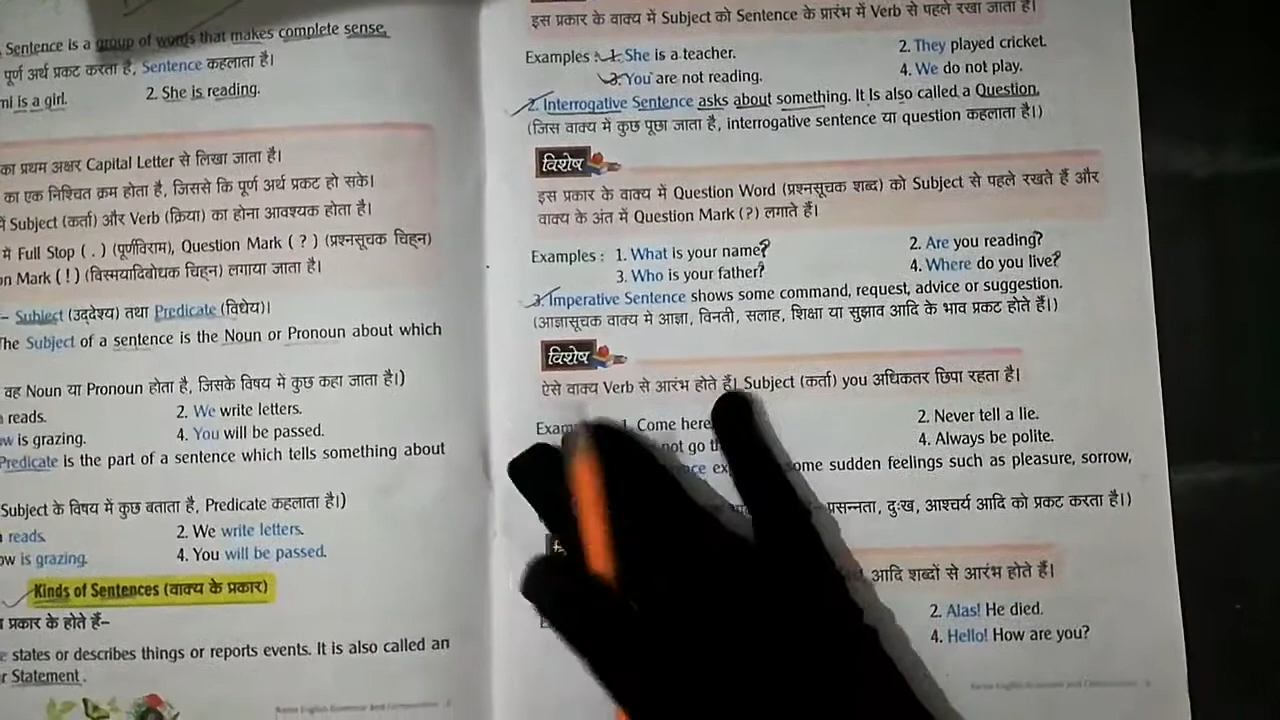 Sentence is a group of words that makes complete sense.
पूर्ण अर्थ प्रकट करता है, Sentence कहलाता है।
is a girl. 2. She is reading.
का प्रथम अक्षर Capital Letter से लिखा जाता है।
का एक निश्चित क्रम होता है, जिससे कि पूर्ण अर्थ प्रकट हो सके।
में Subject (कर्ता) और Verb (क्रिया) का होना आवश्यक होता है।
में Full Stop ( . ) (पूर्णविराम), Question Mark ( ? ) (प्रश्नसूचक चिह्न)
on Mark ( ! ) (विस्मयादिबोधक चिह्न) लगाया जाता है।
– Subject (उद्देश्य) तथा Predicate (विधेय)।
The Subject of a sentence is the Noun or Pronoun about which
वह Noun या Pronoun होता है, जिसके विषय में कुछ कहा जाता है।)
reads. 2. We write letters.
ow is grazing. 4. You will be passed.
Predicate is the part of a sentence which tells something about
Subject के विषय में कुछ बताता है, Predicate कहलाता है।)
reads. 2. We write letters.
ow is grazing. 4. You will be passed.
Kinds of Sentences (वाक्य के प्रकार)
प्रकार के होते हैं–
states or describes things or reports events. It is also called an
r Statement.
इस प्रकार के वाक्य में Subject को Sentence के प्रारंभ में Verb से पहले रखा जाता है।
Examples : 1. She is a teacher. 2. They played cricket.
3. You are not reading. 4. We do not play.
2. Interrogative Sentence asks about something. It Is also called a Question.
(जिस वाक्य में कुछ पूछा जाता है, interrogative sentence या question कहलाता है।)
विशेष
इस प्रकार के वाक्य में Question Word (प्रश्नसूचक शब्द) को Subject से पहले रखते हैं और
वाक्य के अंत में Question Mark (?) लगाते हैं।
Examples : 1. What is your name? 2. Are you reading?
3. Who is your father? 4. Where do you live?
3. Imperative Sentence shows some command, request, advice or suggestion.
(आज्ञासूचक वाक्य मे आज्ञा, विनती, सलाह, शिक्षा या सुझाव आदि के भाव प्रकट होते हैं।)
विशेष
ऐसे वाक्य Verb से आरंभ होते हैं। Subject (कर्ता) you अधिकतर छिपा रहता है।
Exam 1. Come here 2. Never tell a lie.
not go th 4. Always be polite.
nce ex ome sudden feelings such as pleasure, sorrow,
प्रसन्नता, दुःख, आश्चर्य आदि को प्रकट करता है।)
आदि शब्दों से आरंभ होते हैं।
2. Alas! He died.
4. Hello! How are you?